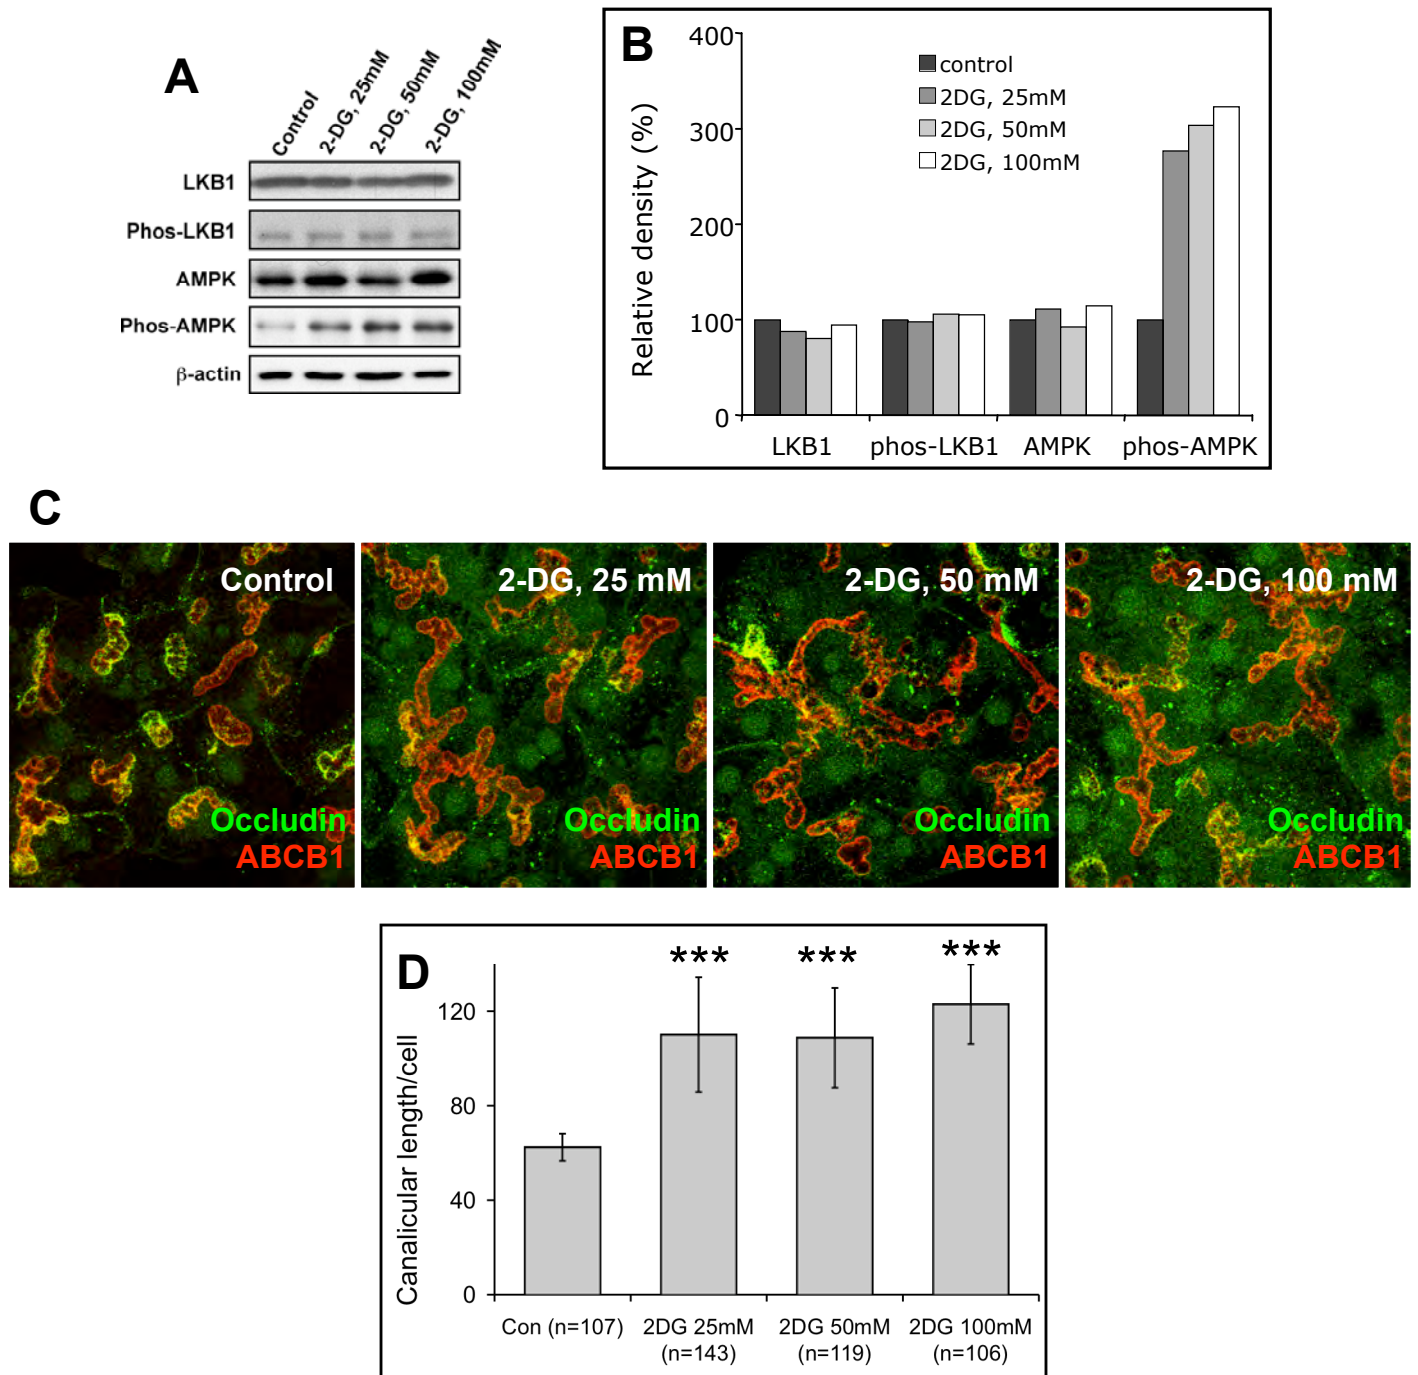 A
Control
2-DG, 25mM
2-DG, 50mM
2-DG, 100mM
LKB1
Phos-LKB1
AMPK
Phos-AMPK
β-actin
B
Relative density (%)
400
300
200
100
0
control
2DG, 25mM
2DG, 50mM
2DG, 100mM
LKB1 phos-LKB1 AMPK phos-AMPK
C
Control
Occludin
ABCB1
2-DG, 25 mM
Occludin
ABCB1
2-DG, 50 mM
Occludin
ABCB1
2-DG, 100 mM
Occludin
ABCB1
D
Canalicular length/cell
120
80
40
0
*** *** ***
Con (n=107) 2DG 25mM 2DG 50mM 2DG 100mM
(n=143) (n=119) (n=106)